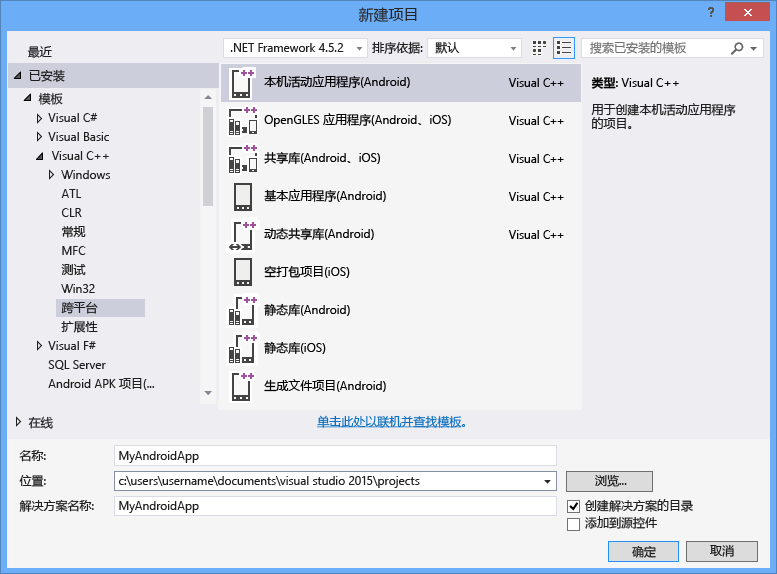 新建项目
最近
.NET Framework 4.5.2 排序依据: 默认 搜索已安装的模板
已安装
模板
Visual C#
Visual Basic
Visual C++
Windows
ATL
CLR
常规
MFC
测试
Win32
跨平台
扩展性
Visual F#
SQL Server
Android APK 项目(...
在线
本机活动应用程序(Android) Visual C++
OpenGLES 应用程序(Android、iOS) Visual C++
共享库(Android、iOS) Visual C++
基本应用程序(Android) Visual C++
动态共享库(Android) Visual C++
空打包项目(iOS)
静态库(Android)
静态库(iOS)
生成文件项目(Android)
单击此处以联机并查找模板。
类型: Visual C++
用于创建本机活动应用程序
的项目。
名称: MyAndroidApp
位置: c:\users\username\documents\visual studio 2015\projects 浏览...
解决方案名称: MyAndroidApp
创建解决方案的目录
添加到源控件
确定 取消